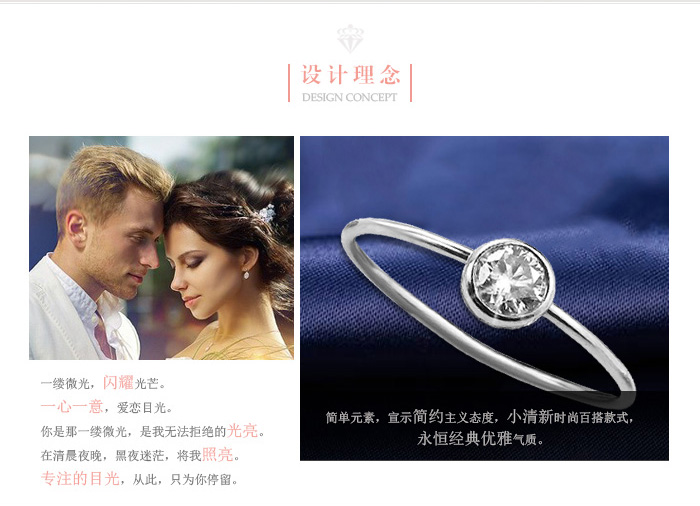 设计理念
DESIGN CONCEPT
一缕微光，闪耀光芒。
一心一意，爱恋目光。
你是那一缕微光，是我无法拒绝的光亮。
在清晨夜晚，黑夜迷茫，将我照亮。
专注的目光，从此，只为你停留。
简单元素，宣示简约主义态度，小清新时尚百搭款式，
永恒经典优雅气质。